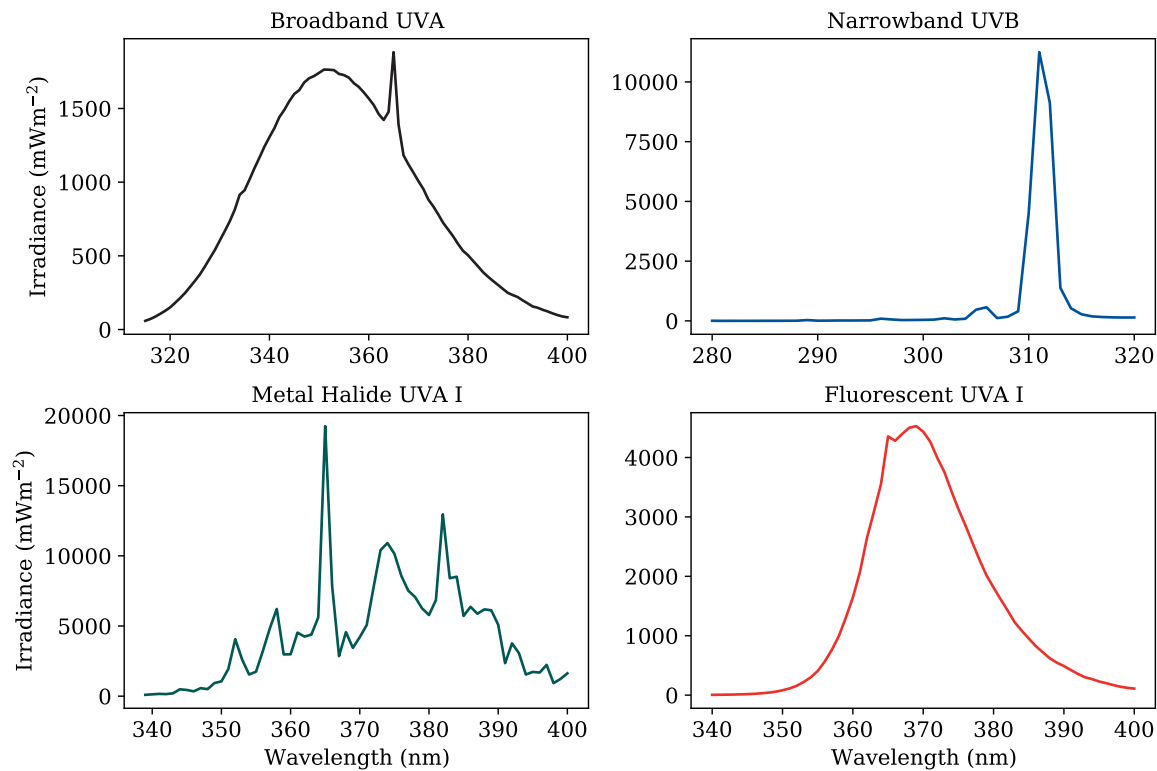 Broadband UVA
Narrowband UVB
Irradiance (mWm⁻²)
1500
1000
500
0
320 340 360 380 400
10000
7500
5000
2500
0
280 290 300 310 320
Metal Halide UVA I
Fluorescent UVA I
Irradiance (mWm⁻²)
20000
15000
10000
5000
0
340 350 360 370 380 390 400
Wavelength (nm)
4000
3000
2000
1000
0
340 350 360 370 380 390 400
Wavelength (nm)